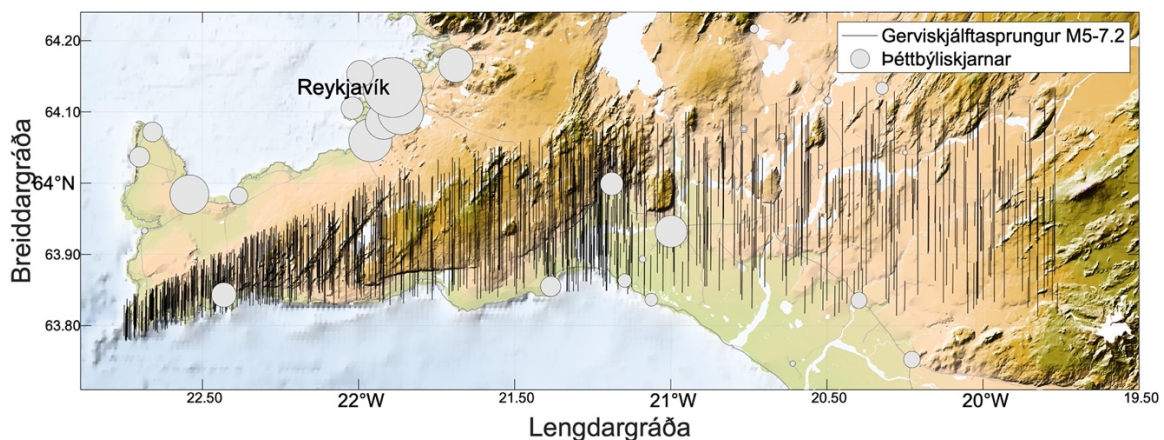 64.20
64.10
64°N
63.90
63.80
Breiddargráða
Reykjavík
Gerviskjálftasprungur M5-7.2
Þéttbýliskjarnar
22.50
22°W
21.50
21°W
20.50
20°W
19.50
Lengdargráða